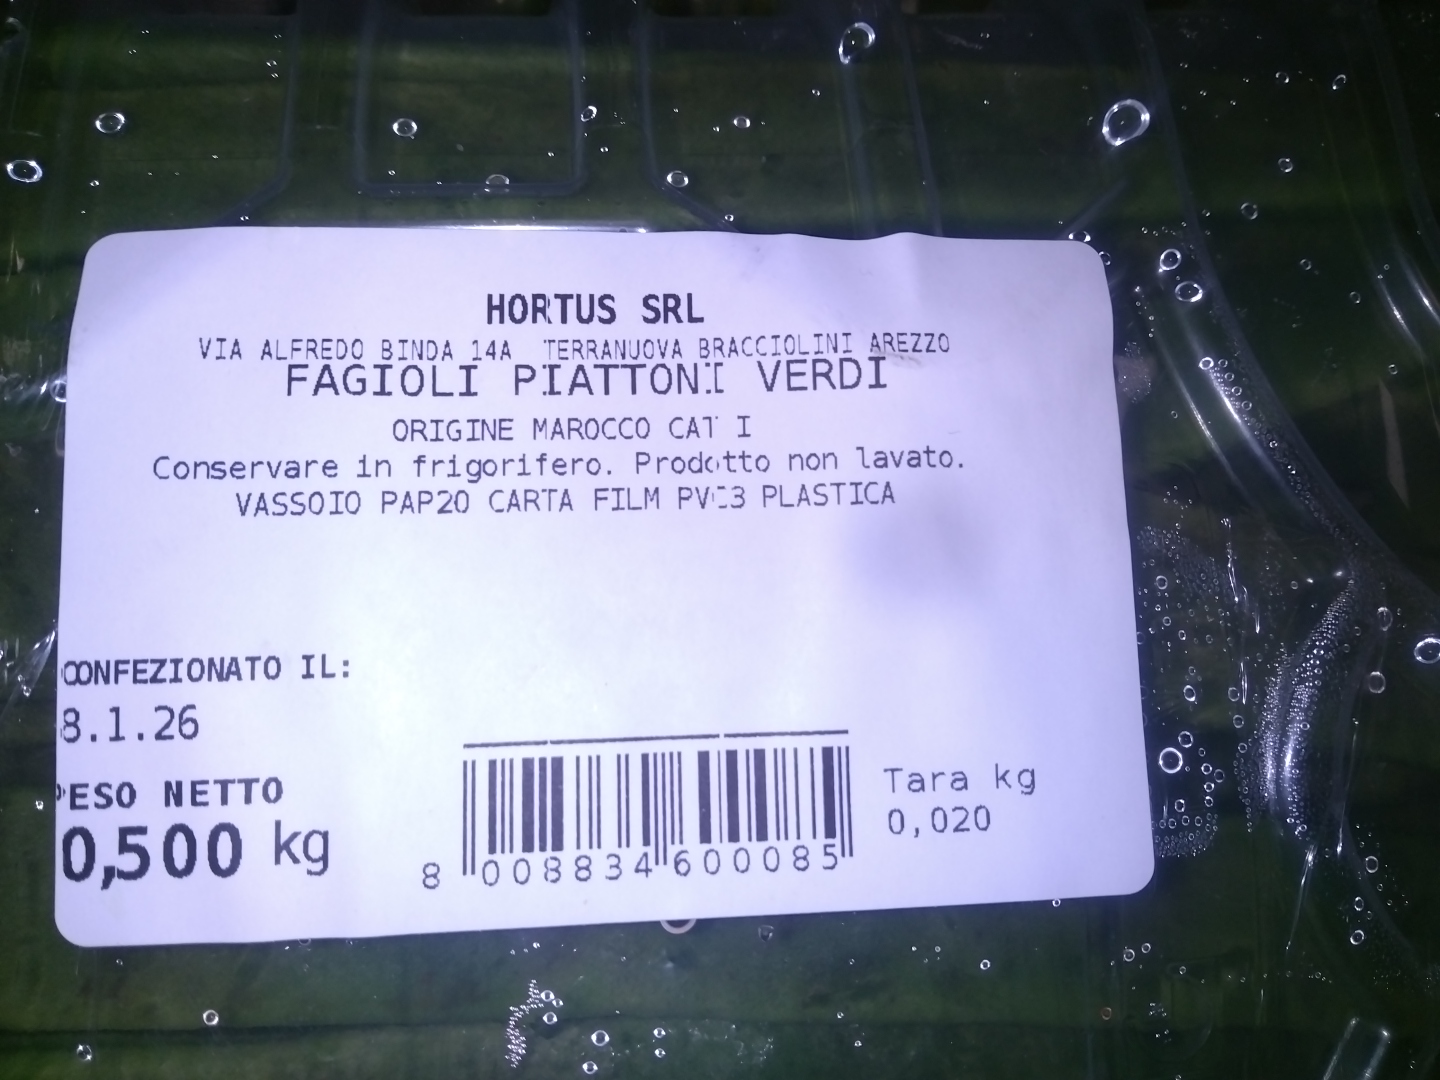 HORTUS SRL
VIA ALFREDO BINDA 14A TERRANUOVA BRACCIOLINI AREZZO
FAGIOLI PIATTONI VERDI
ORIGINE MAROCCO CAT I
Conservare in frigorifero. Prodotto non lavato.
VASSOIO PAP20 CARTA FILM PVC3 PLASTICA
CONFEZIONATO IL:
8.1.26
PESO NETTO
0,500 kg
Tara kg
0,020
8 008834 600085